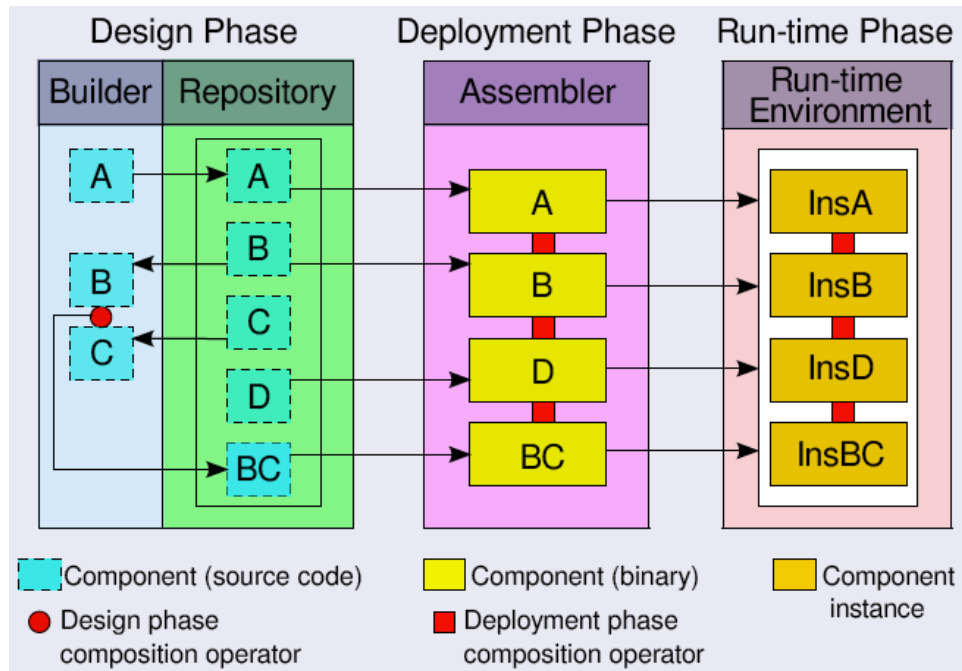 Design Phase
Deployment Phase
Run-time Phase
Builder
Repository
Assembler
Run-time
Environment
A
A
A
InsA
B
B
B
InsB
C
C
D
D
InsD
BC
BC
InsBC
Component (source code)
Component (binary)
Component
instance
Design phase
composition operator
Deployment phase
composition operator